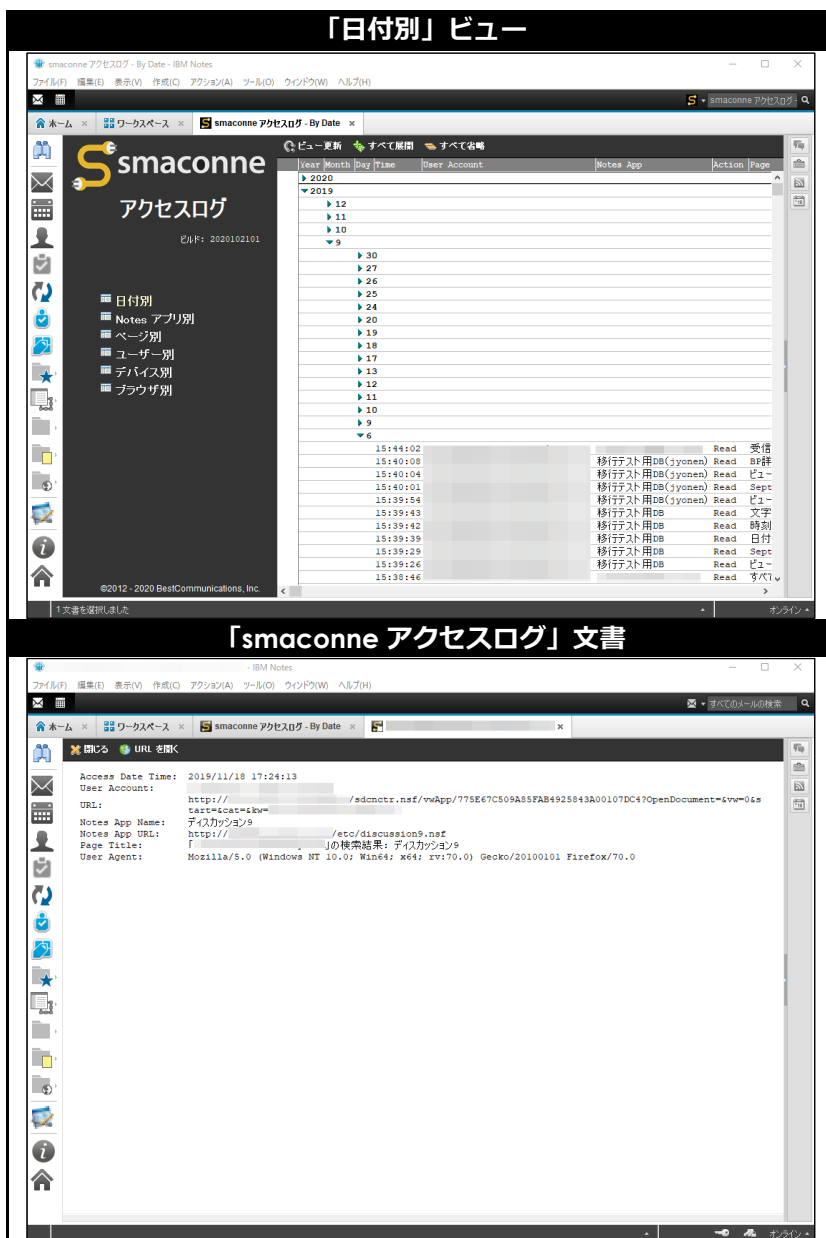 「日付別」ビュー
smaconne アクセスログ - By Date - IBM Notes
ファイル(F) 編集(E) 表示(V) 作成(C) アクション(A) ツール(O) ウィンドウ(W) ヘルプ(H)
smaconne アクセスログ -
ホーム ワークスペース smaconne アクセスログ - By Date
smaconne
アクセスログ
ビルド: 2020102101
日付別
Notes アプリ別
ページ別
ユーザー別
デバイス別
ブラウザ別
©2012 - 2020 BestCommunications, Inc.
ビュー更新 すべて展開 すべて省略
Year Month Day Time User Account Notes App Action Page
2020
2019
12
11
10
9
30
27
26
25
24
20
19
18
17
13
12
11
10
9
6
15:44:02 Read 受信
15:40:08 移行テスト用DB(jyonen) Read BP詳
15:40:04 移行テスト用DB(jyonen) Read ビュー
15:40:01 移行テスト用DB(jyonen) Read Sept
15:39:54 移行テスト用DB(jyonen) Read ビュー
15:39:43 移行テスト用DB Read 文字
15:39:42 移行テスト用DB Read 時刻
15:39:39 移行テスト用DB Read 日付
15:39:29 移行テスト用DB Read Sept
15:39:26 移行テスト用DB Read ビュー
15:38:46 Read すべて
1 文書を選択しました オンライン
「smaconne アクセスログ」文書
- IBM Notes
ファイル(F) 編集(E) 表示(V) 作成(C) アクション(A) ツール(O) ウィンドウ(W) ヘルプ(H)
すべてのメールの検索
ホーム ワークスペース smaconne アクセスログ - By Date
閉じる URL を開く
Access Date Time: 2019/11/18 17:24:13
User Account:
URL: http:// /sdcnctr.nsf/vwApp/775E67C509A85FAB4925843A00107DC4?OpenDocument=&vw=0&s
tart=&cat=&kw=
Notes App Name: ディスカッション9
Notes App URL: http:// /etc/discussion9.nsf
Page Title: 「 」の検索結果: ディスカッション9
User Agent: Mozilla/5.0 (Windows NT 10.0; Win64; x64; rv:70.0) Gecko/20100101 Firefox/70.0
オンライン